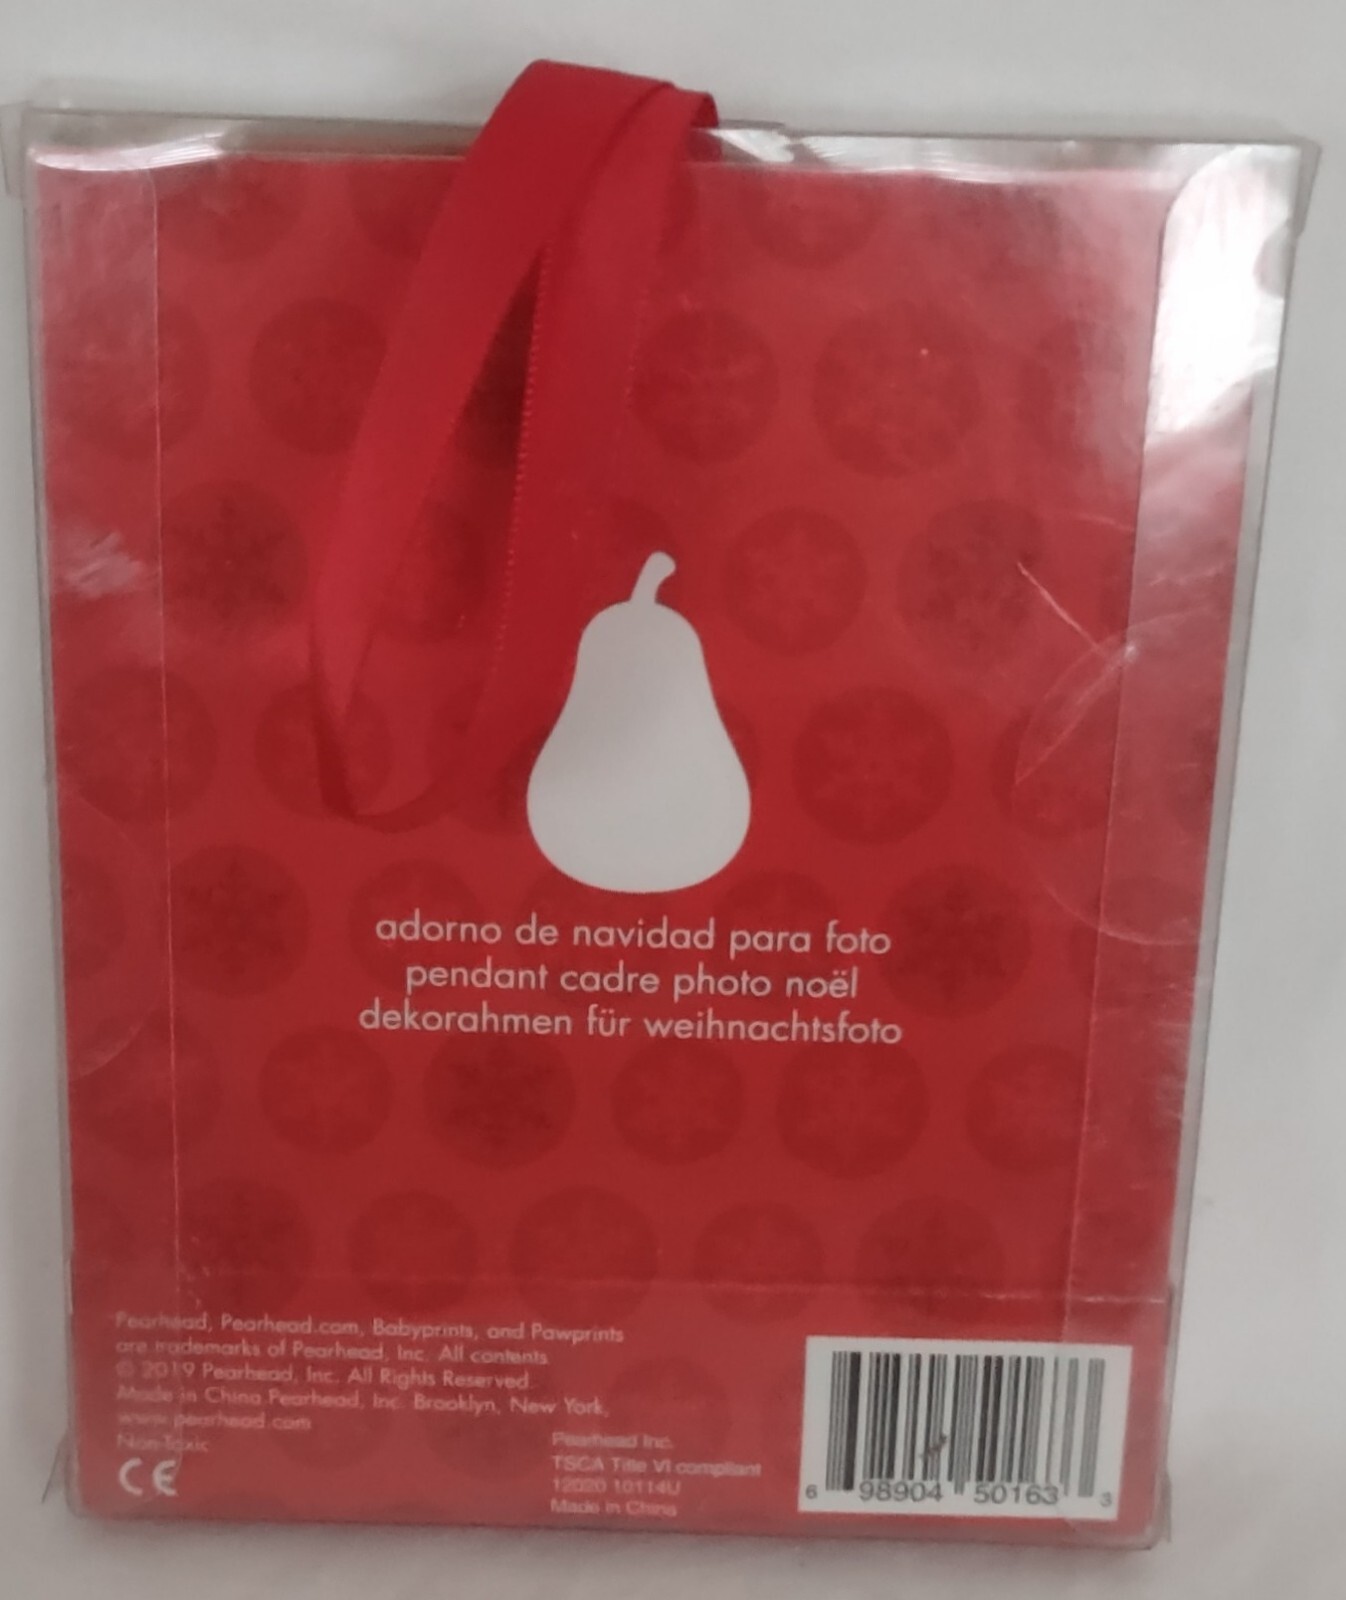 adorno de navidad para foto
pendant cadre photo noël
dekorahmen für weihnachtsfoto
Pearhead, Pearhead.com, Babyprints, and Pawprints
are trademarks of Pearhead, Inc. All contents
© 2019 Pearhead, Inc. All Rights Reserved.
Made in China Pearhead, Inc. Brooklyn, New York,
www.pearhead.com
Non-Toxic
CE
Pearhead Inc.
TSCA Title VI compliant
12020 10114U
Made in China
6 98904 50163 3